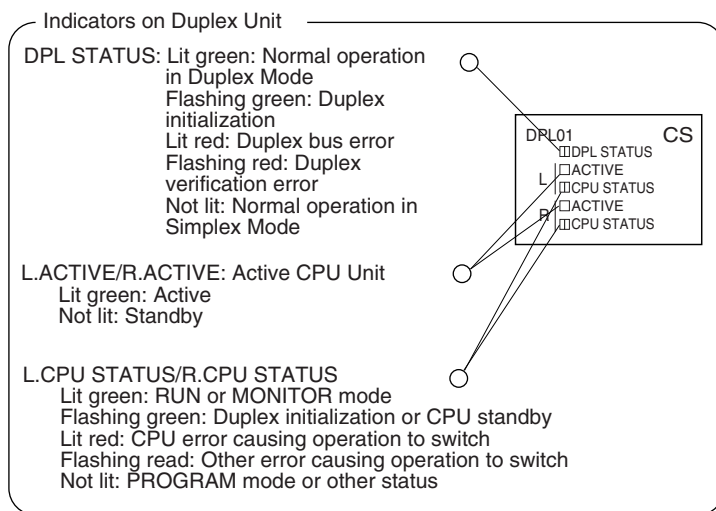 Indicators on Duplex Unit
DPL STATUS: Lit green: Normal operation
in Duplex Mode
Flashing green: Duplex
initialization
Lit red: Duplex bus error
Flashing red: Duplex
verification error
Not lit: Normal operation in
Simplex Mode
DPL01 CS
DPL STATUS
L ACTIVE
CPU STATUS
R ACTIVE
CPU STATUS
L.ACTIVE/R.ACTIVE: Active CPU Unit
Lit green: Active
Not lit: Standby
L.CPU STATUS/R.CPU STATUS
Lit green: RUN or MONITOR mode
Flashing green: Duplex initialization or CPU standby
Lit red: CPU error causing operation to switch
Flashing read: Other error causing operation to switch
Not lit: PROGRAM mode or other status